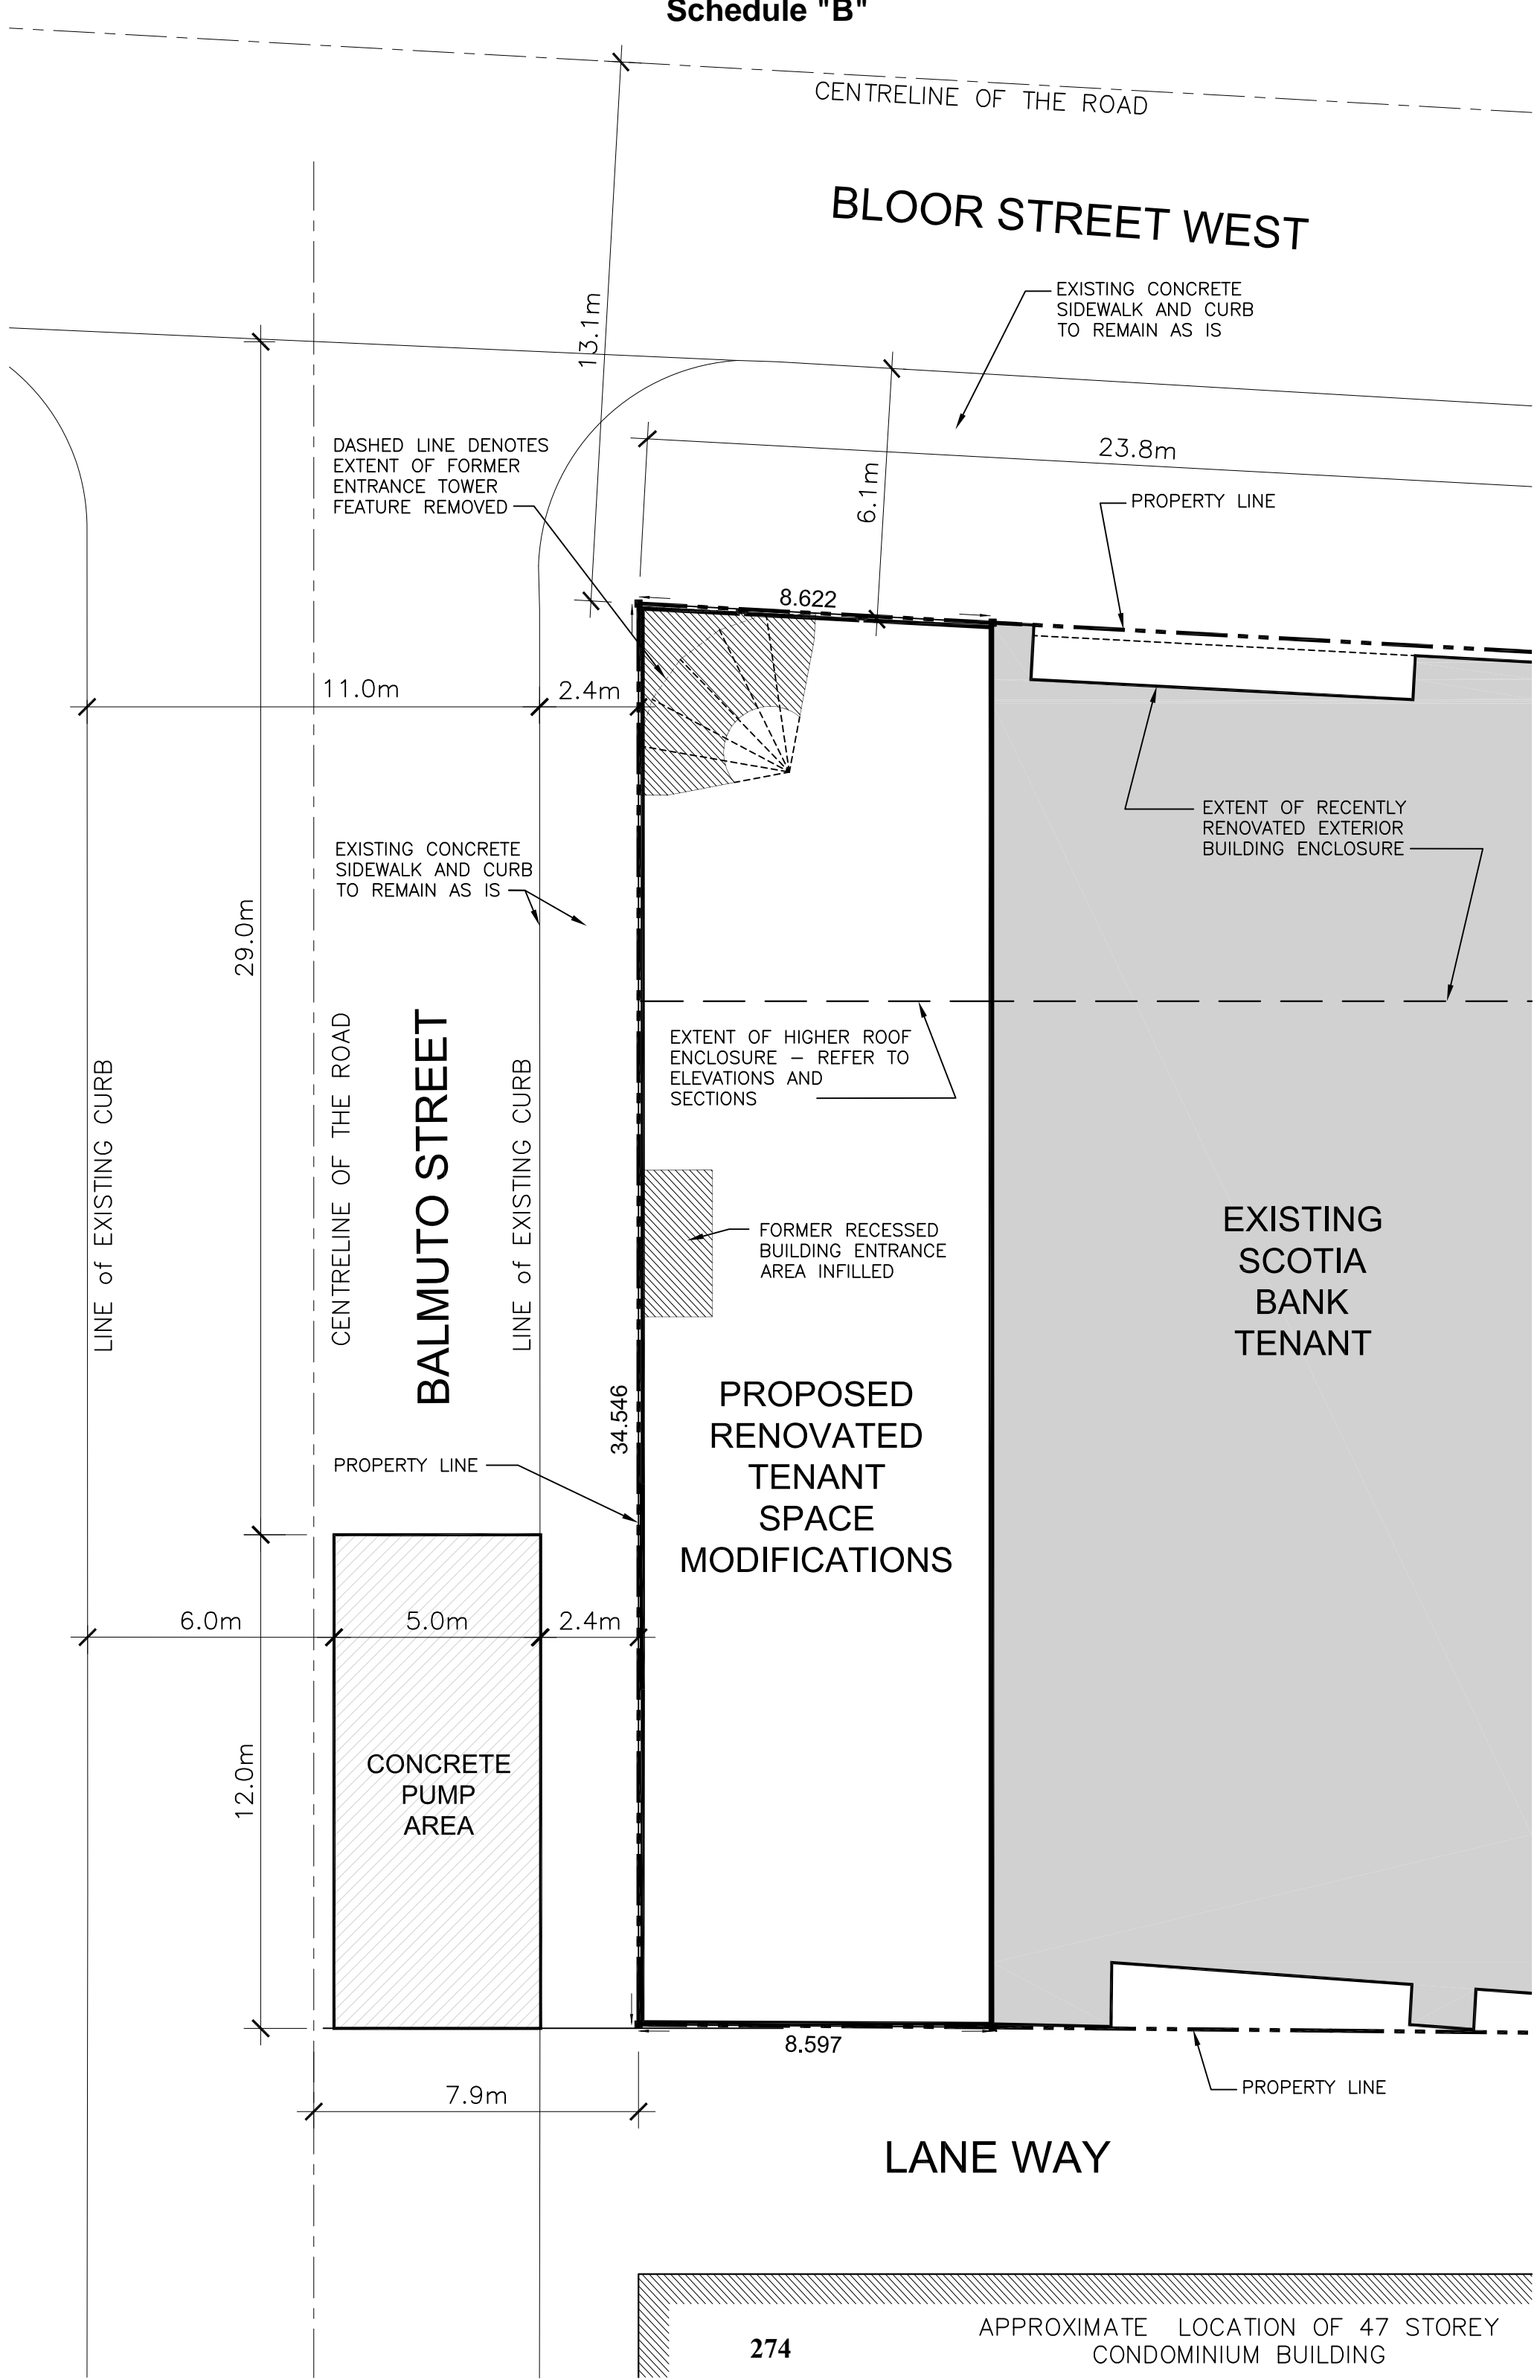 Schedule "B"
CENTRELINE OF THE ROAD
BLOOR STREET WEST
EXISTING CONCRETE
SIDEWALK AND CURB
TO REMAIN AS IS
13.1m
DASHED LINE DENOTES
EXTENT OF FORMER
ENTRANCE TOWER
FEATURE REMOVED
23.8m
6.1m
PROPERTY LINE
8.622
11.0m
2.4m
EXTENT OF RECENTLY
RENOVATED EXTERIOR
BUILDING ENCLOSURE
EXISTING CONCRETE
SIDEWALK AND CURB
TO REMAIN AS IS
29.0m
EXTENT OF HIGHER ROOF
ENCLOSURE – REFER TO
ELEVATIONS AND
SECTIONS
LINE of EXISTING CURB
CENTRELINE OF THE ROAD
BALMUTO STREET
LINE of EXISTING CURB
FORMER RECESSED
BUILDING ENTRANCE
AREA INFILLED
EXISTING
SCOTIA
BANK
TENANT
34.546
PROPOSED
RENOVATED
TENANT
SPACE
MODIFICATIONS
PROPERTY LINE
6.0m
5.0m
2.4m
12.0m
CONCRETE
PUMP
AREA
8.597
7.9m
PROPERTY LINE
LANE WAY
APPROXIMATE LOCATION OF 47 STOREY
CONDOMINIUM BUILDING
274